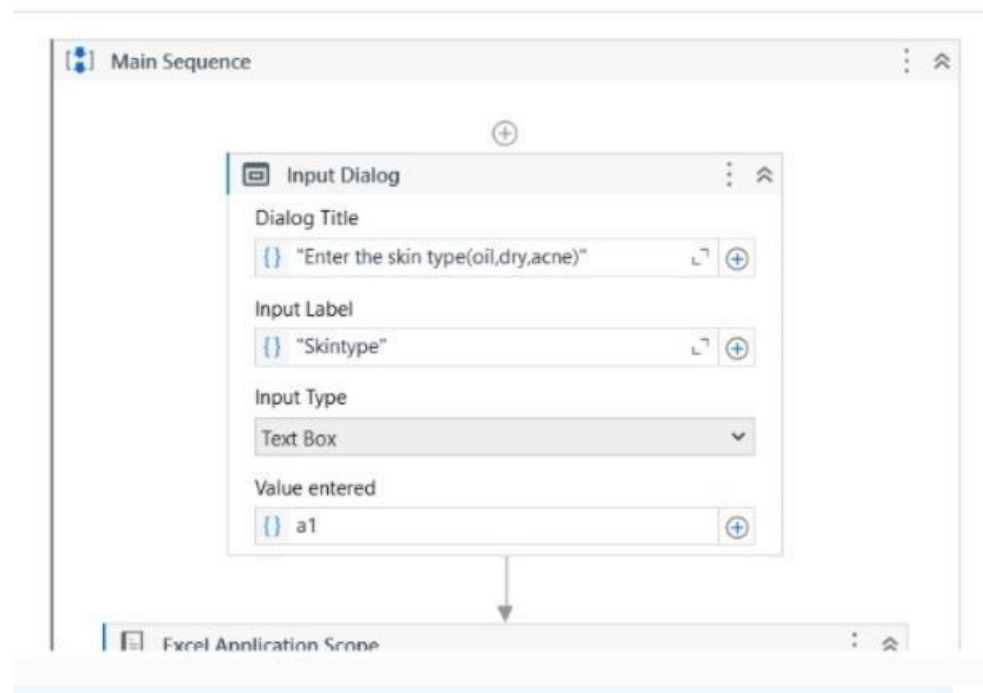 Main Sequence
Input Dialog
Dialog Title
{} "Enter the skin type(oil,dry,acne)"
Input Label
{} "Skintype"
Input Type
Text Box
Value entered
{} a1
Excel Application Scope